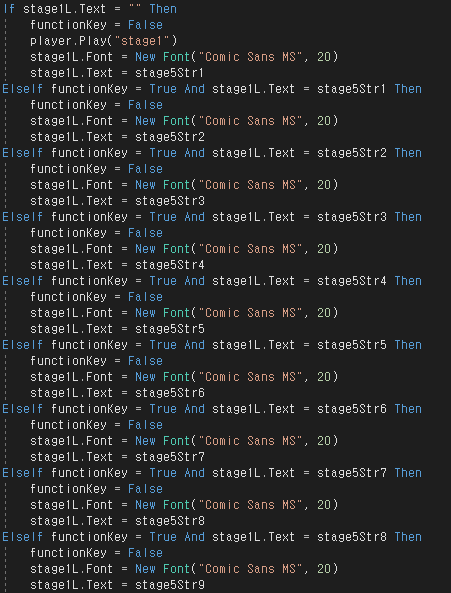 If stage1L.Text = "" Then
functionKey = False
player.Play("stage1")
stage1L.Font = New Font("Comic Sans MS", 20)
stage1L.Text = stage5Str1
ElseIf functionKey = True And stage1L.Text = stage5Str1 Then
functionKey = False
stage1L.Font = New Font("Comic Sans MS", 20)
stage1L.Text = stage5Str2
ElseIf functionKey = True And stage1L.Text = stage5Str2 Then
functionKey = False
stage1L.Font = New Font("Comic Sans MS", 20)
stage1L.Text = stage5Str3
ElseIf functionKey = True And stage1L.Text = stage5Str3 Then
functionKey = False
stage1L.Font = New Font("Comic Sans MS", 20)
stage1L.Text = stage5Str4
ElseIf functionKey = True And stage1L.Text = stage5Str4 Then
functionKey = False
stage1L.Font = New Font("Comic Sans MS", 20)
stage1L.Text = stage5Str5
ElseIf functionKey = True And stage1L.Text = stage5Str5 Then
functionKey = False
stage1L.Font = New Font("Comic Sans MS", 20)
stage1L.Text = stage5Str6
ElseIf functionKey = True And stage1L.Text = stage5Str6 Then
functionKey = False
stage1L.Font = New Font("Comic Sans MS", 20)
stage1L.Text = stage5Str7
ElseIf functionKey = True And stage1L.Text = stage5Str7 Then
functionKey = False
stage1L.Font = New Font("Comic Sans MS", 20)
stage1L.Text = stage5Str8
ElseIf functionKey = True And stage1L.Text = stage5Str8 Then
functionKey = False
stage1L.Font = New Font("Comic Sans MS", 20)
stage1L.Text = stage5Str9